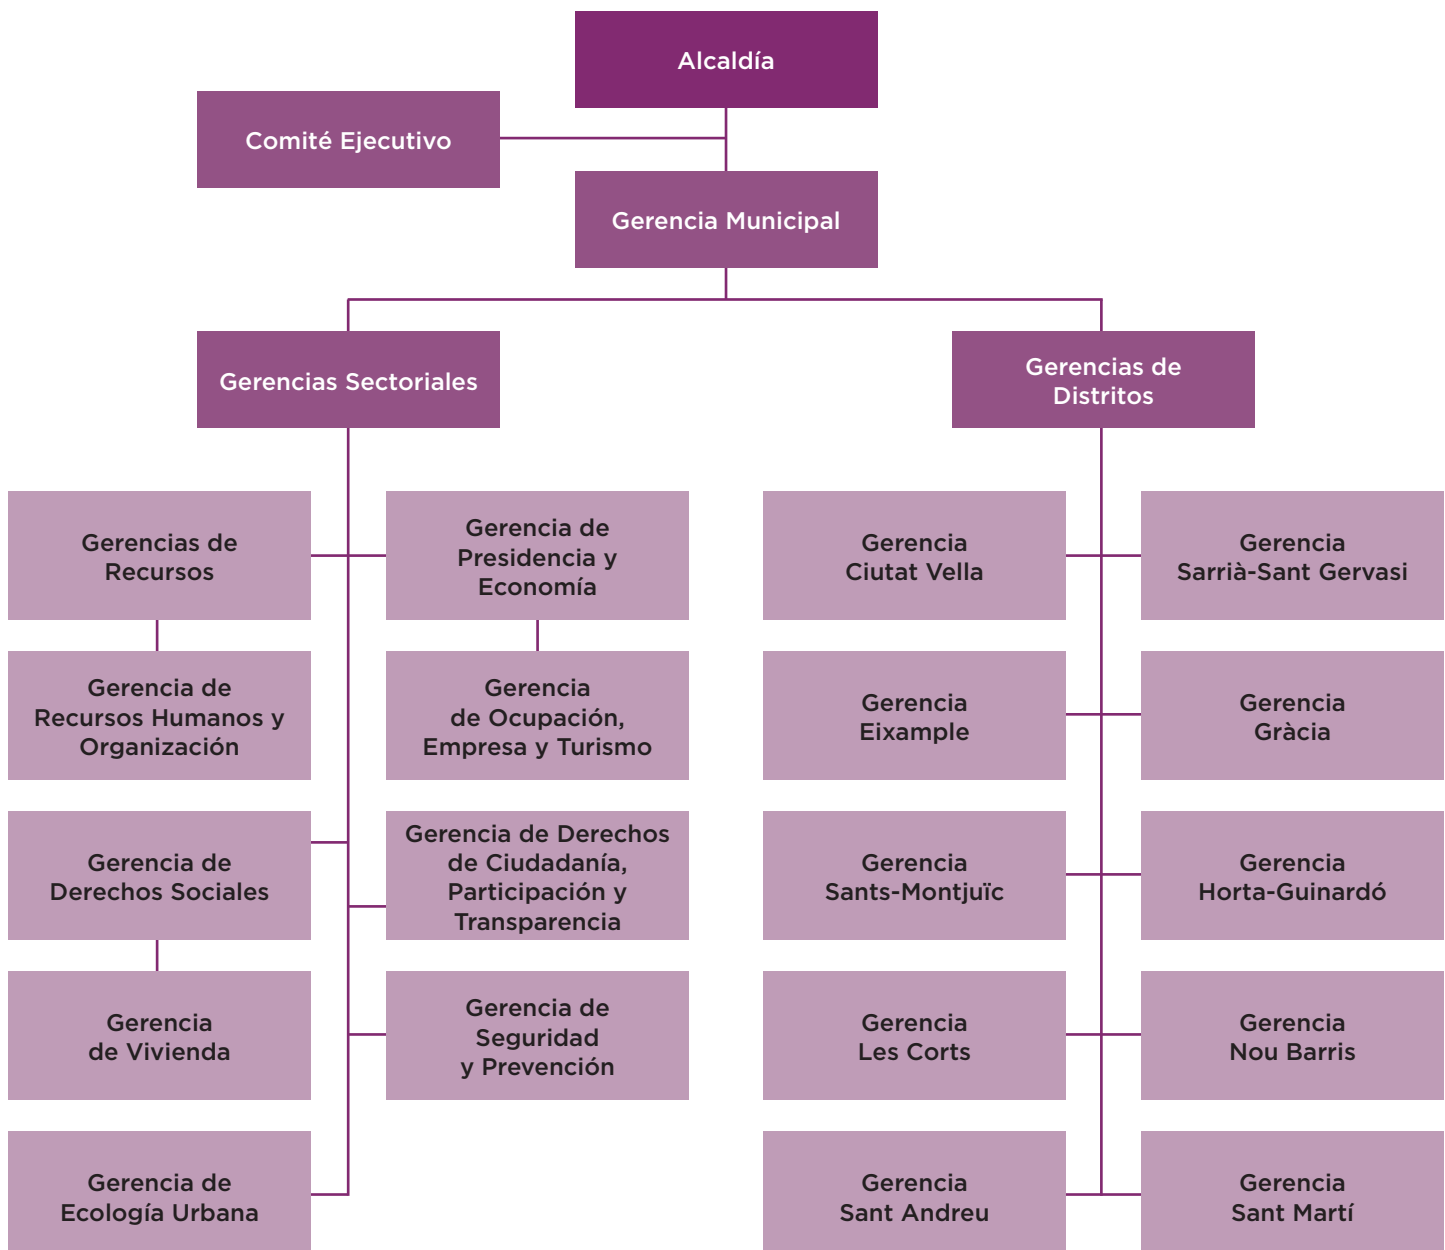 Alcaldía
Comité Ejecutivo
Gerencia Municipal
Gerencias Sectoriales
Gerencias de
Distritos
Gerencias de
Recursos
Gerencia de
Presidencia y
Economía
Gerencia
Ciutat Vella
Gerencia
Sarrià-Sant Gervasi
Gerencia de
Recursos Humanos y
Organización
Gerencia
de Ocupación,
Empresa y Turismo
Gerencia
Eixample
Gerencia
Gràcia
Gerencia de
Derechos Sociales
Gerencia de Derechos
de Ciudadanía,
Participación y
Transparencia
Gerencia
Sants-Montjuïc
Gerencia
Horta-Guinardó
Gerencia
de Vivienda
Gerencia de
Seguridad
y Prevención
Gerencia
Les Corts
Gerencia
Nou Barris
Gerencia de
Ecología Urbana
Gerencia
Sant Andreu
Gerencia
Sant Martí